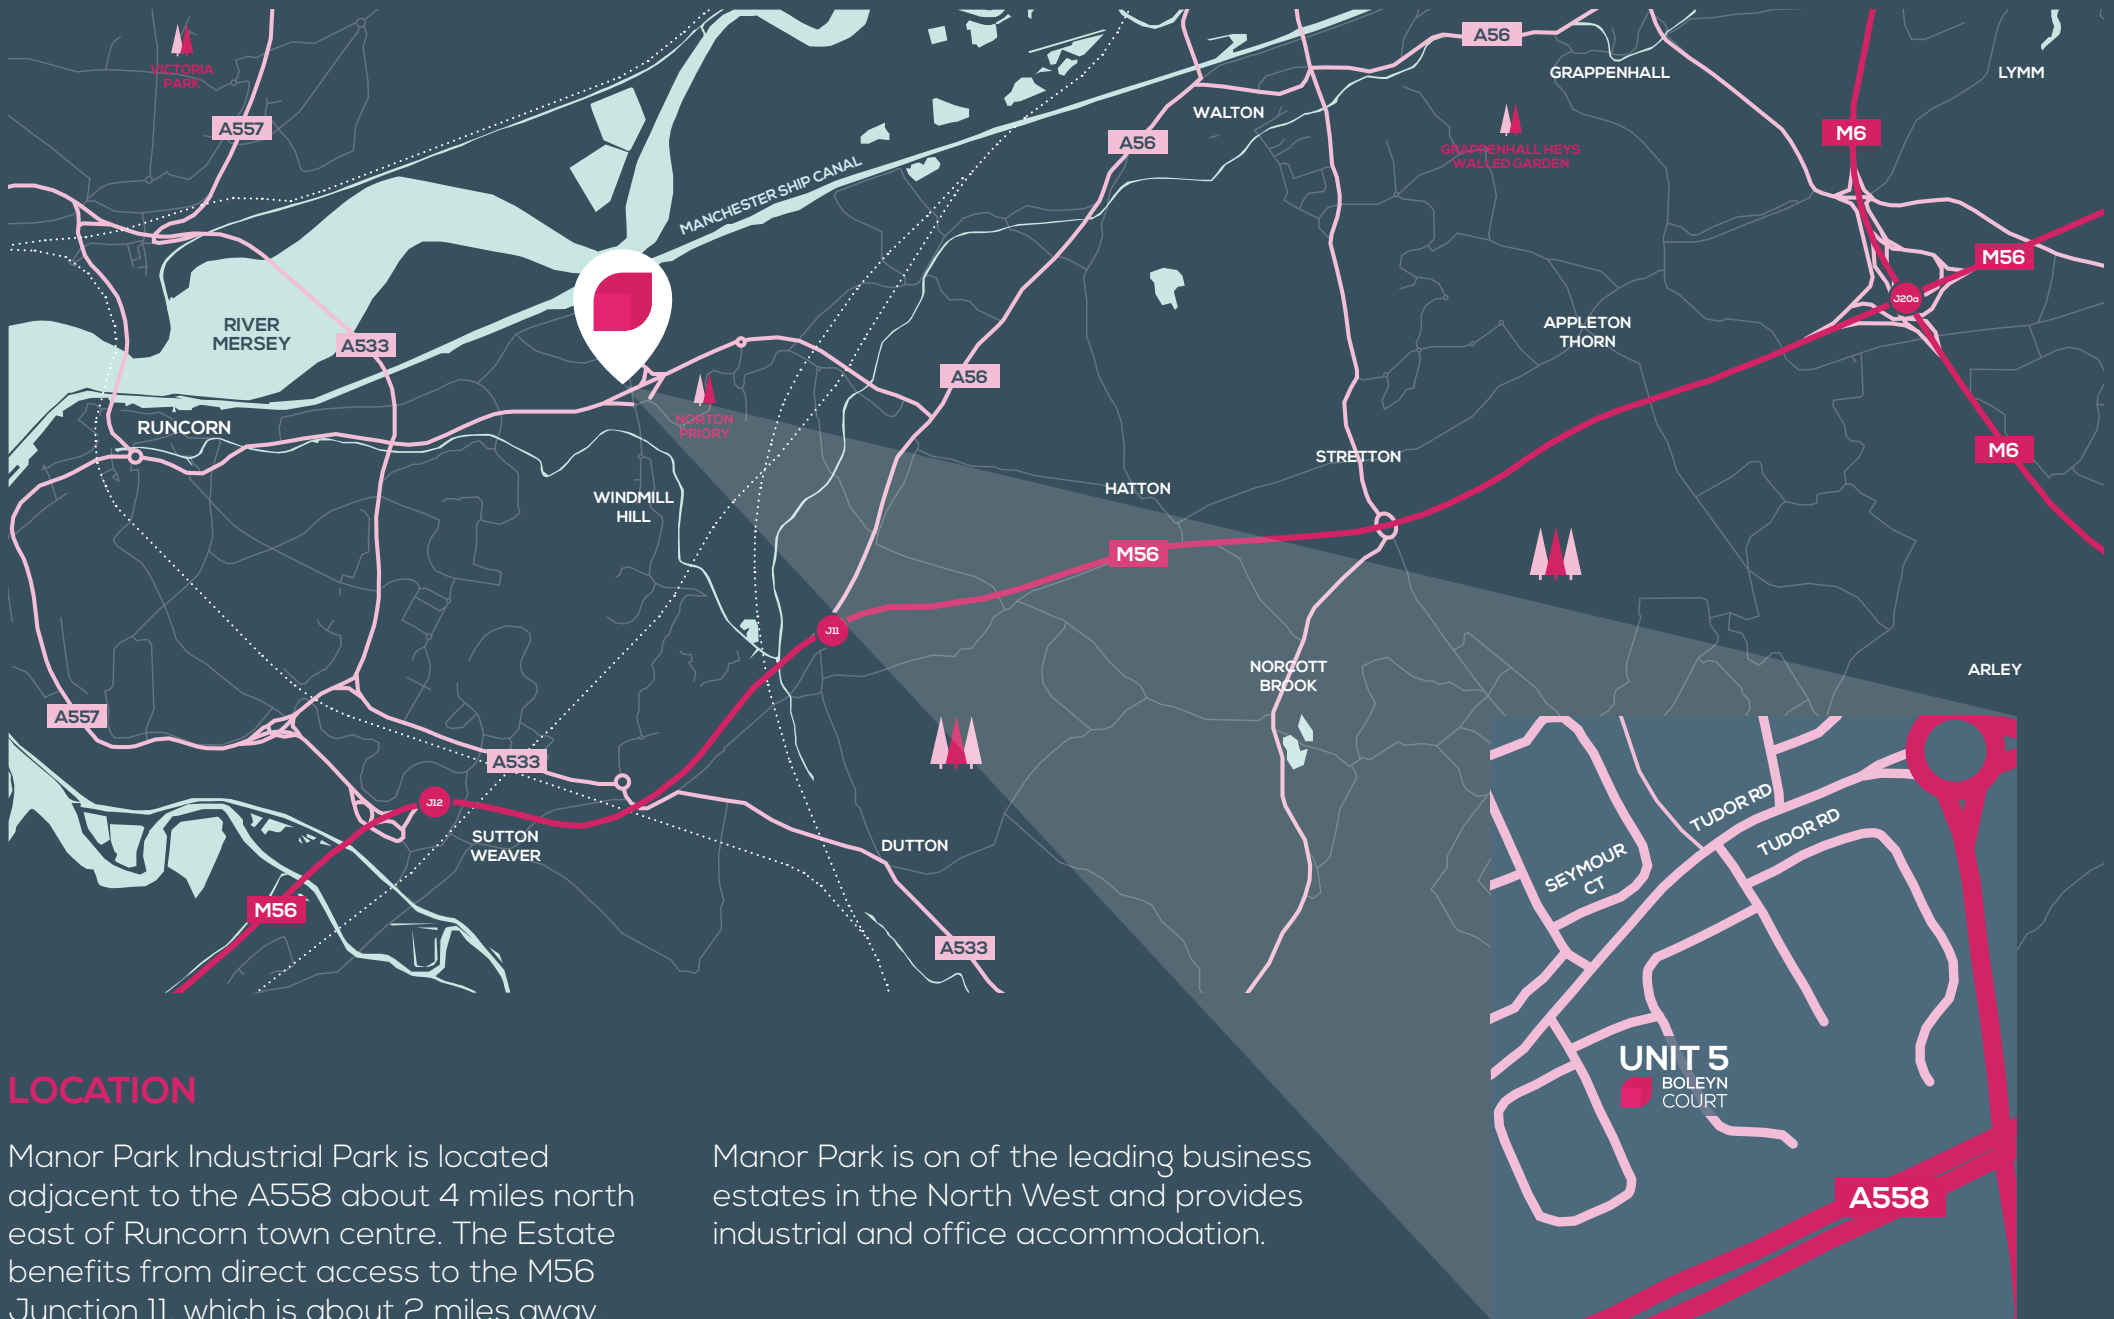 A56
GRAPPENHALL
LYMM
VICTORIA
PARK
A557
WALTON
A56
M6
GRAPPENHALL HEYS
WALLED GARDEN
MANCHESTER SHIP CANAL
M56
J20a
RIVER
MERSEY
A533
APPLETON
THORN
A56
RUNCORN
NORTON
PRIORY
STRETTON
M6
HATTON
WINDMILL
HILL
M56
J11
NORCOTT
BROOK
ARLEY
A557
A533
J12
SUTTON
WEAVER
DUTTON
M56
A533
TUDOR RD
TUDOR RD
SEYMOUR
CT
UNIT 5
BOLEYN
COURT
A558
LOCATION
Manor Park Industrial Park is located
adjacent to the A558 about 4 miles north
east of Runcorn town centre. The Estate
benefits from direct access to the M56
Junction 11, which is about 2 miles away
Manor Park is on of the leading business
estates in the North West and provides
industrial and office accommodation.